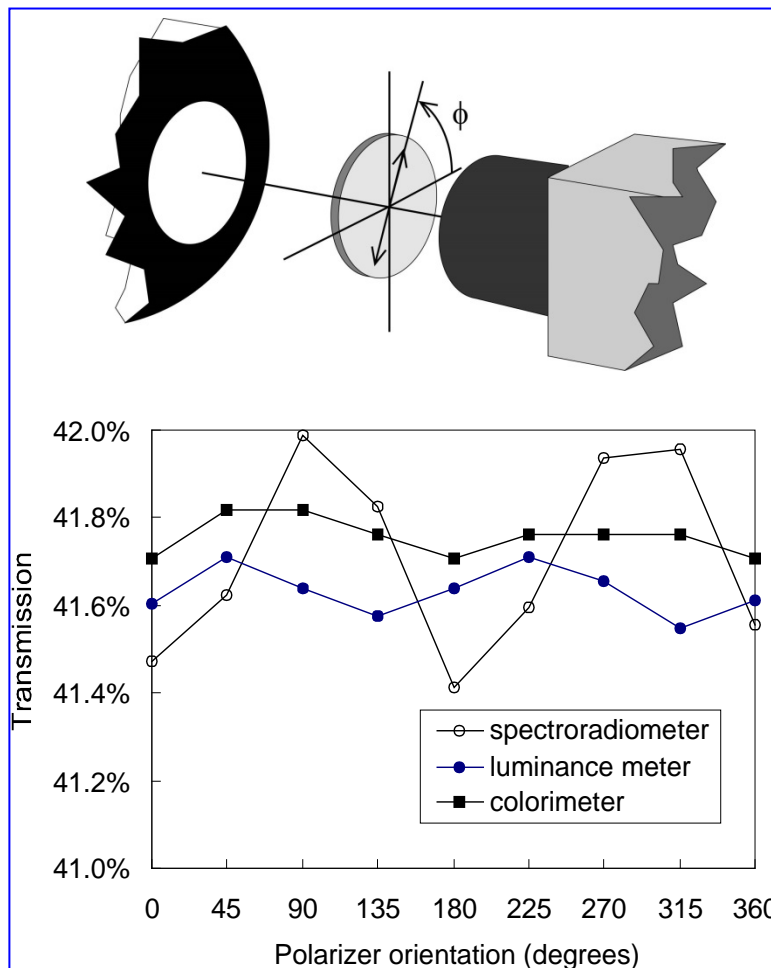 ϕ
42.0%
41.8%
41.6%
41.4%
41.2%
41.0%
Transmission
spectroradiometer
luminance meter
colorimeter
0 45 90 135 180 225 270 315 360
Polarizer orientation (degrees)